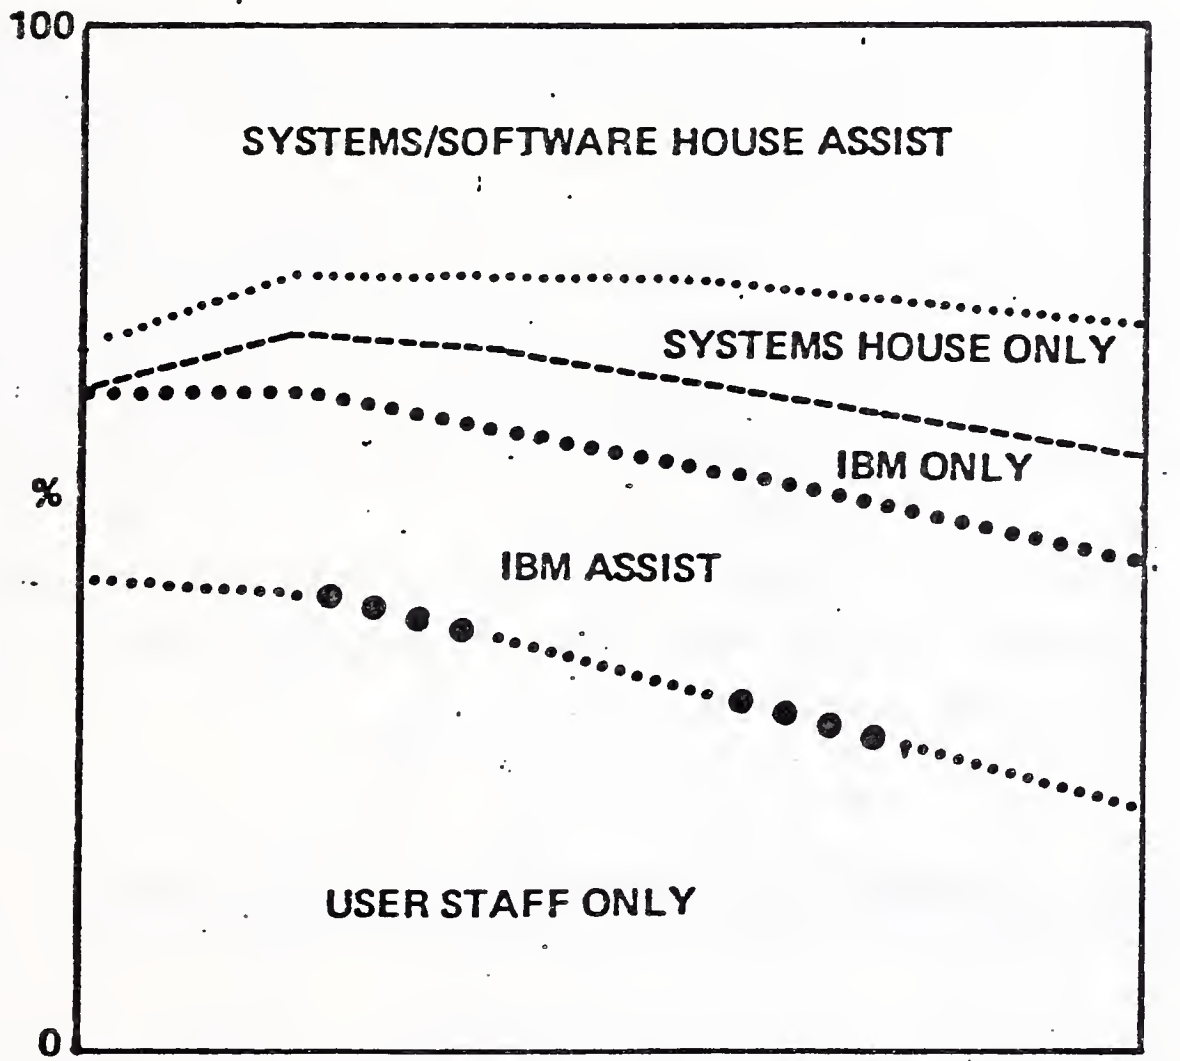 100
SYSTEMS/SOFTWARE HOUSE ASSIST
SYSTEMS HOUSE ONLY
IBM ONLY
%
IBM ASSIST
USER STAFF ONLY
0